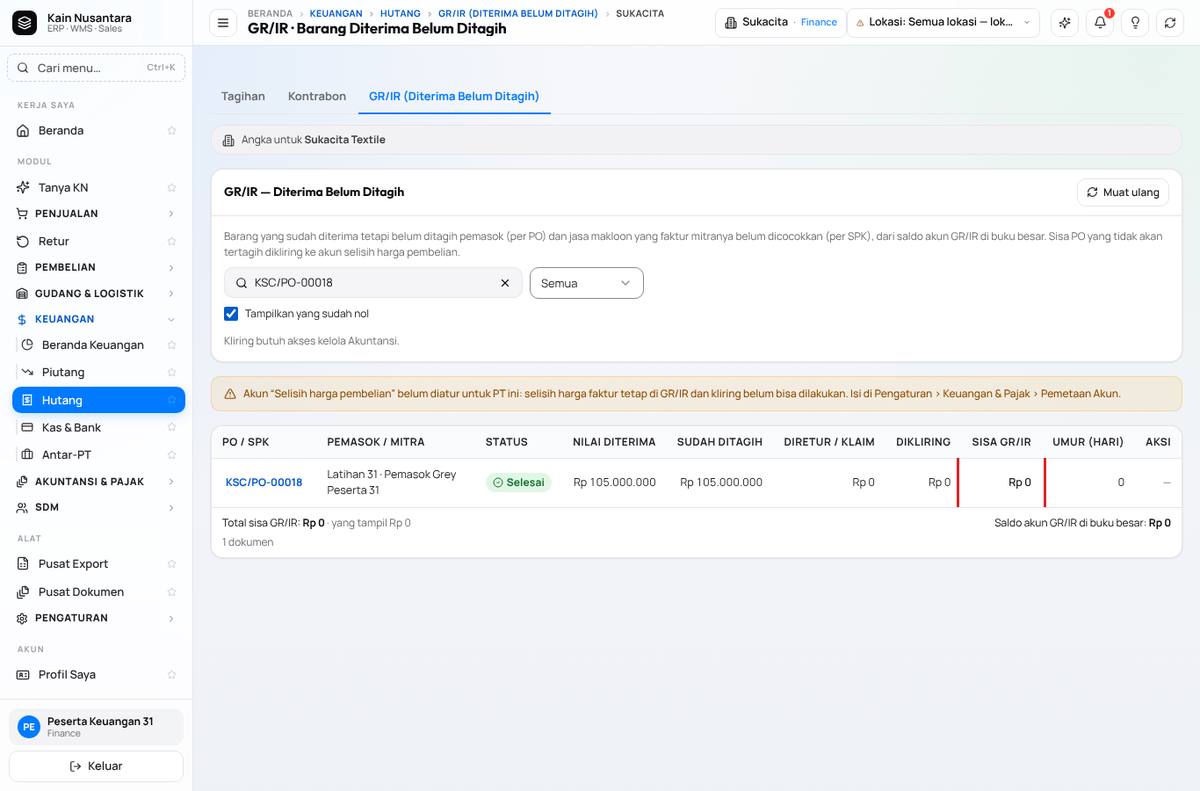 Kain Nusantara
ERP · WMS · Sales
Cari menu...
Ctrl+K
KERJA SAYA
Beranda
MODUL
Tanya KN
PENJUALAN
Retur
PEMBELIAN
GUDANG & LOGISTIK
KEUANGAN
Beranda Keuangan
Piutang
Hutang
Kas & Bank
Antar-PT
AKUNTANSI & PAJAK
SDM
ALAT
Pusat Export
Pusat Dokumen
PENGATURAN
AKUN
Profil Saya
PE
Peserta Keuangan 31
Finance
Keluar
BERANDA › KEUANGAN › HUTANG › GR/IR (DITERIMA BELUM DITAGIH) › SUKACITA
GR/IR · Barang Diterima Belum Ditagih
Sukacita · Finance
Lokasi: Semua lokasi — lok...
1
Tagihan
Kontrabon
GR/IR (Diterima Belum Ditagih)
Angka untuk Sukacita Textile
GR/IR — Diterima Belum Ditagih
Muat ulang
Barang yang sudah diterima tetapi belum ditagih pemasok (per PO) dan jasa makloon yang faktur mitranya belum dicocokkan (per SPK), dari saldo akun GR/IR di buku besar. Sisa PO yang tidak akan
tertagih dikliring ke akun selisih harga pembelian.
KSC/PO-00018
Semua
Tampilkan yang sudah nol
Kliring butuh akses kelola Akuntansi.
Akun “Selisih harga pembelian” belum diatur untuk PT ini: selisih harga faktur tetap di GR/IR dan kliring belum bisa dilakukan. Isi di Pengaturan › Keuangan & Pajak › Pemetaan Akun.
PO / SPK PEMASOK / MITRA STATUS NILAI DITERIMA SUDAH DITAGIH DIRETUR / KLAIM DIKLIRING SISA GR/IR UMUR (HARI) AKSI
KSC/PO-00018 Latihan 31 · Pemasok Grey Selesai Rp 105.000.000 Rp 105.000.000 Rp 0 Rp 0 Rp 0 0 —
Peserta 31
Total sisa GR/IR: Rp 0 · yang tampil Rp 0
Saldo akun GR/IR di buku besar: Rp 0
1 dokumen